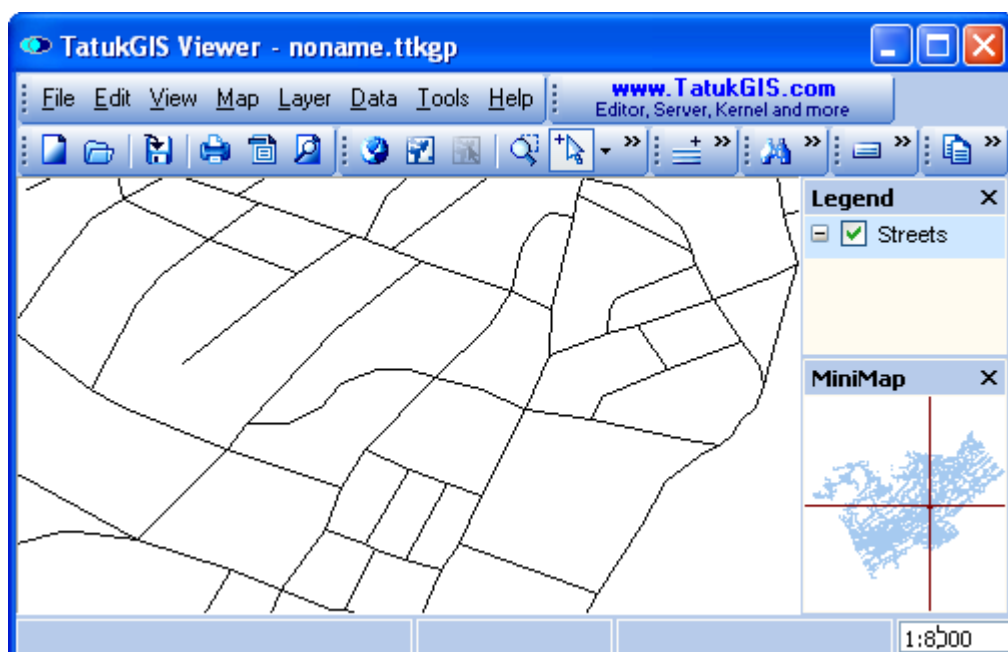 TatukGIS Viewer - noname.ttkgp
File Edit View Map Layer Data Tools Help
www.TatukGIS.com
Editor, Server, Kernel and more
Legend
Streets
MiniMap
1:8000